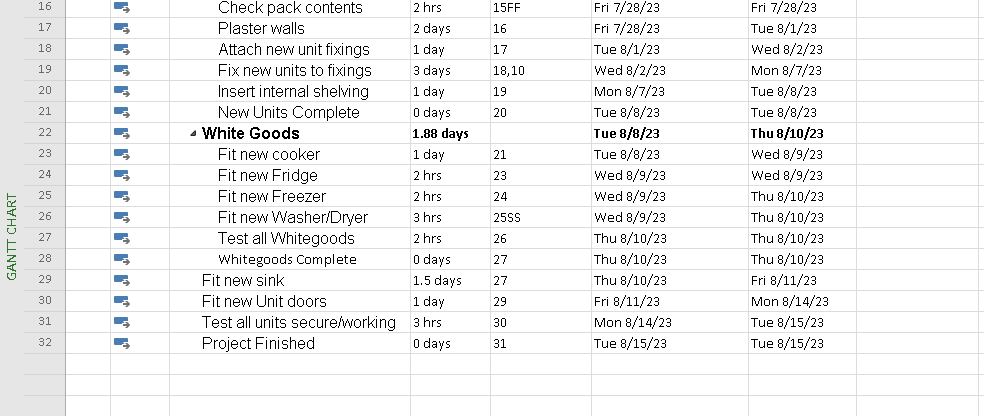 16 Check pack contents 2 hrs 15FF Fri 7/28/23 Fri 7/28/23
17 Plaster walls 2 days 16 Fri 7/28/23 Tue 8/1/23
18 Attach new unit fixings 1 day 17 Tue 8/1/23 Wed 8/2/23
19 Fix new units to fixings 3 days 18,10 Wed 8/2/23 Mon 8/7/23
20 Insert internal shelving 1 day 19 Mon 8/7/23 Tue 8/8/23
21 New Units Complete 0 days 20 Tue 8/8/23 Tue 8/8/23
22 White Goods 1.88 days Tue 8/8/23 Thu 8/10/23
23 Fit new cooker 1 day 21 Tue 8/8/23 Wed 8/9/23
24 Fit new Fridge 2 hrs 23 Wed 8/9/23 Wed 8/9/23
25 Fit new Freezer 2 hrs 24 Wed 8/9/23 Thu 8/10/23
26 Fit new Washer/Dryer 3 hrs 25SS Wed 8/9/23 Thu 8/10/23
27 Test all Whitegoods 2 hrs 26 Thu 8/10/23 Thu 8/10/23
28 Whitegoods Complete 0 days 27 Thu 8/10/23 Thu 8/10/23
29 Fit new sink 1.5 days 27 Thu 8/10/23 Fri 8/11/23
30 Fit new Unit doors 1 day 29 Fri 8/11/23 Mon 8/14/23
31 Test all units secure/working 3 hrs 30 Mon 8/14/23 Tue 8/15/23
32 Project Finished 0 days 31 Tue 8/15/23 Tue 8/15/23
GANTT CHART